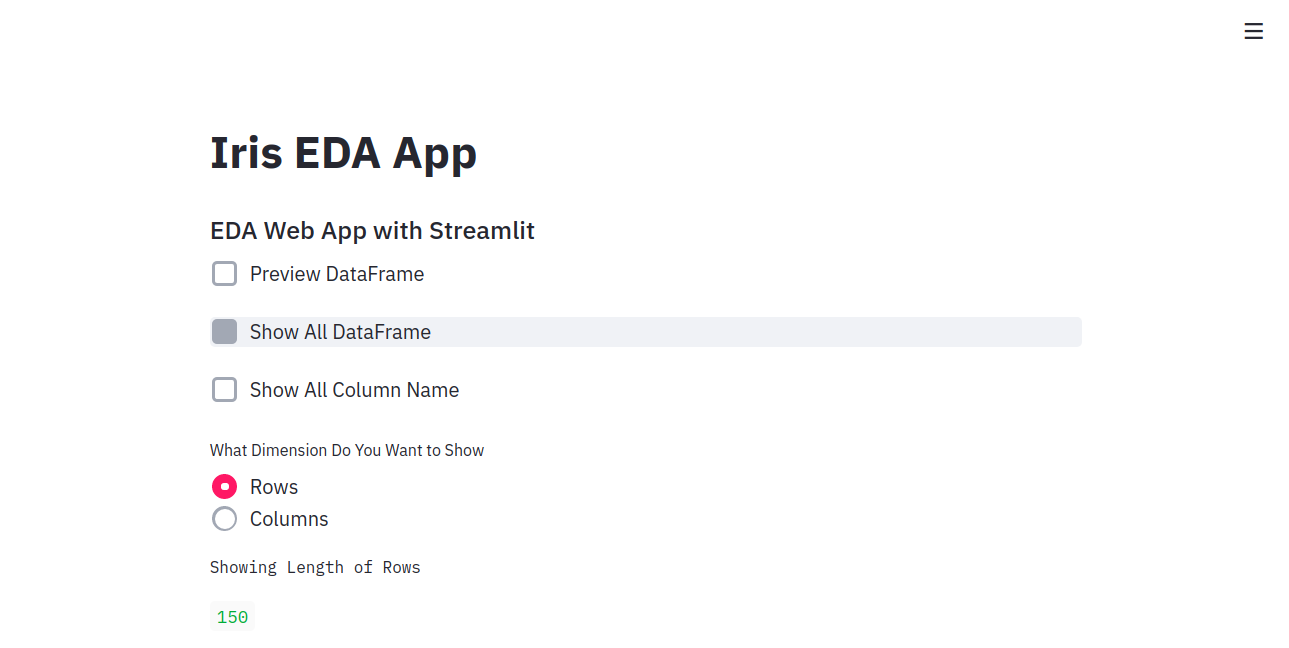 Iris EDA App
EDA Web App with Streamlit
Preview DataFrame
Show All DataFrame
Show All Column Name
What Dimension Do You Want to Show
Rows
Columns
Showing Length of Rows
150